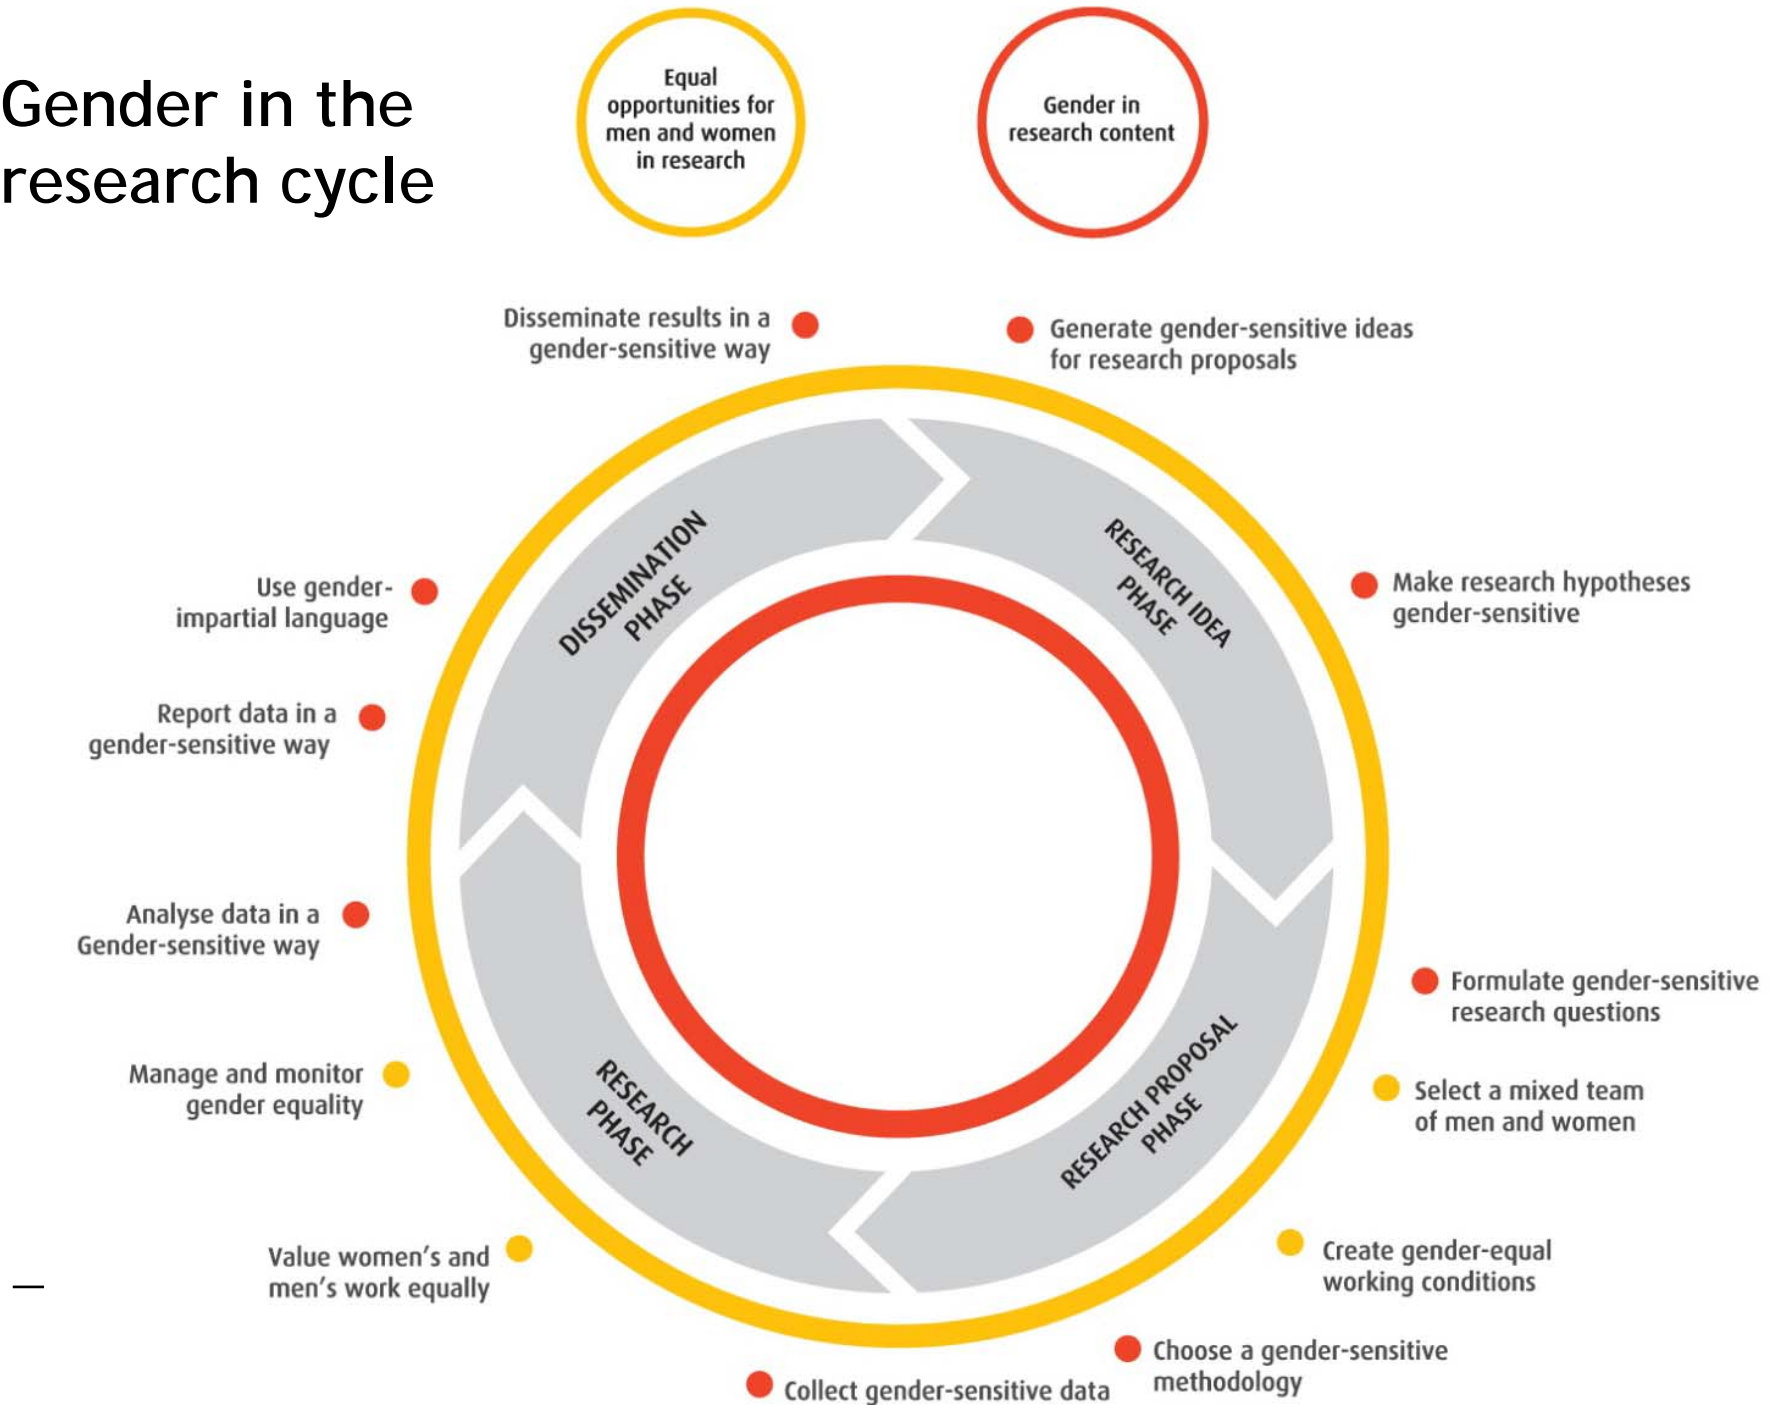 Gender in the
research cycle
Equal
opportunities for
men and women
in research
Gender in
research content
Disseminate results in a
gender-sensitive way
Generate gender-sensitive ideas
for research proposals
DISSEMINATION
PHASE
RESEARCH IDEA
PHASE
Use gender-
impartial language
Make research hypotheses
gender-sensitive
Report data in a
gender-sensitive way
Analyse data in a
Gender-sensitive way
Formulate gender-sensitive
research questions
Manage and monitor
gender equality
RESEARCH
PHASE
RESEARCH PROPOSAL
PHASE
Select a mixed team
of men and women
Value women's and
men's work equally
Create gender-equal
working conditions
Choose a gender-sensitive
methodology
Collect gender-sensitive data